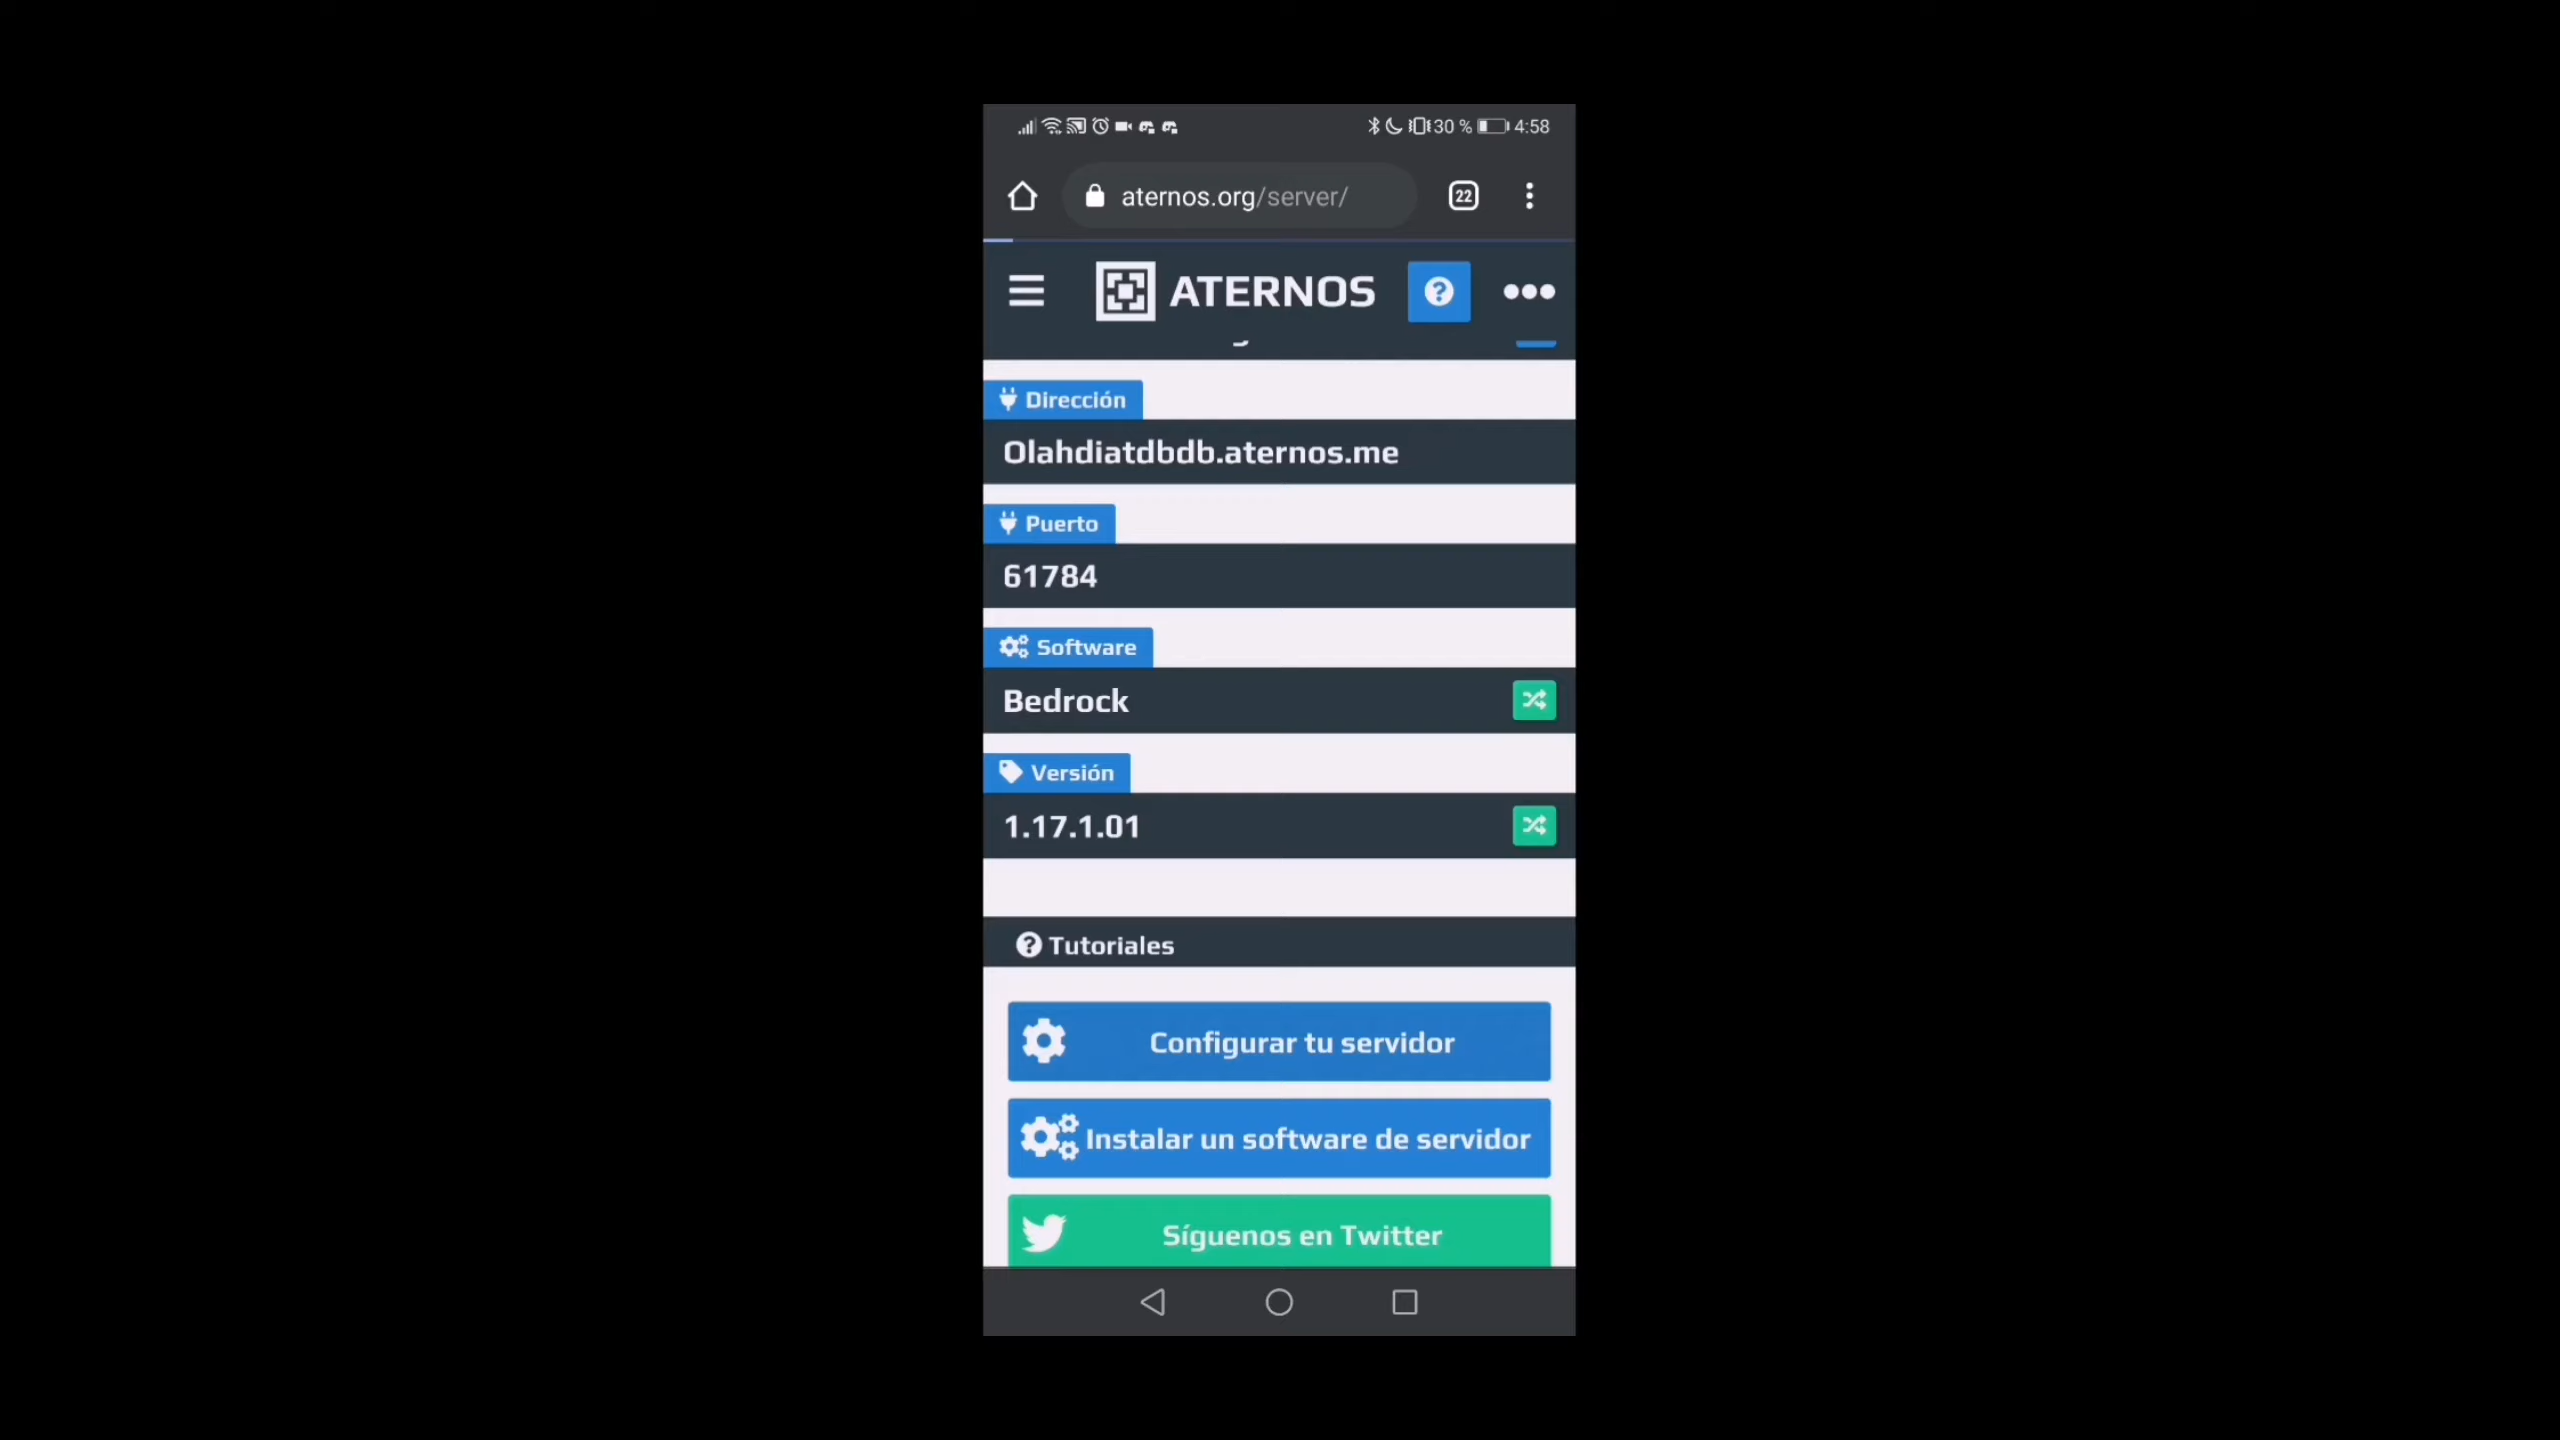 30 % 4:58
aternos.org/server/
22
ATERNOS
Dirección
Olahdiatdbdb.aternos.me
Puerto
61784
Software
Bedrock
Versión
1.17.1.01
Tutoriales
Configurar tu servidor
Instalar un software de servidor
Síguenos en Twitter